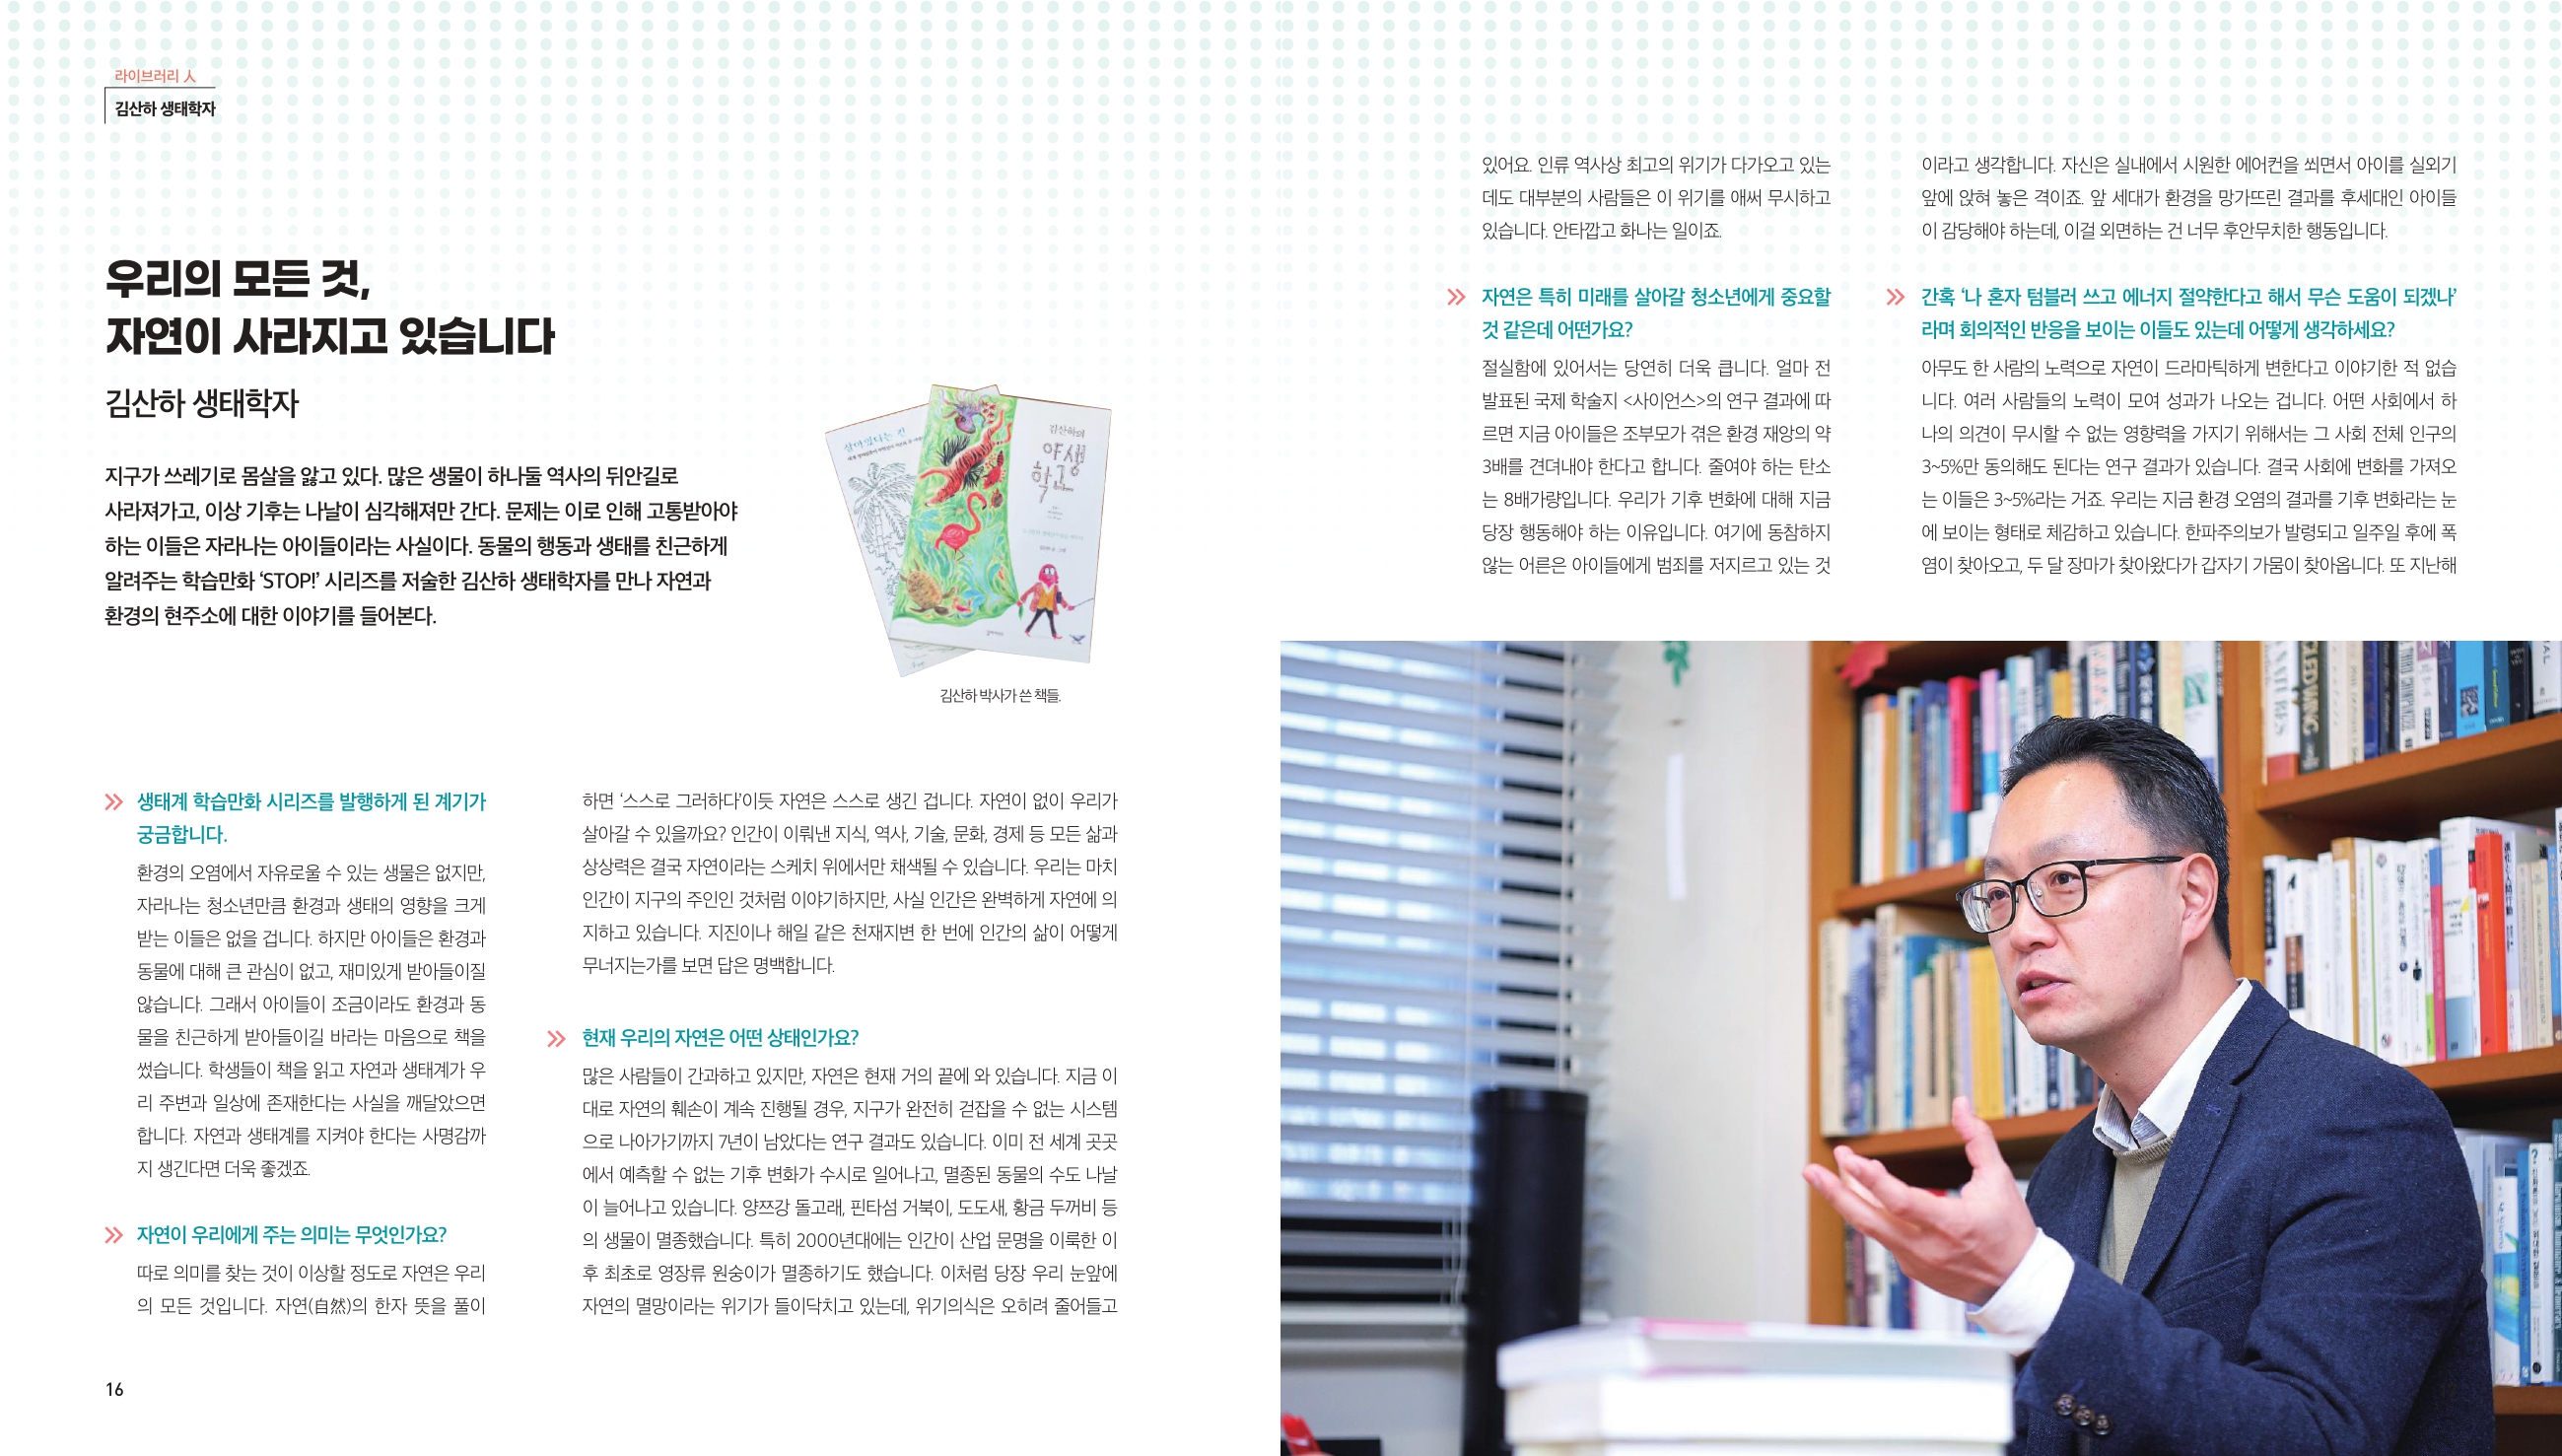 라이브러리 人
김산하 생태학자
우리의 모든 것,
자연이 사라지고 있습니다
김산하 생태학자
지구가 쓰레기로 몸살을 앓고 있다. 많은 생물이 하나둘 역사의 뒤안길로
사라져가고, 이상 기후는 나날이 심각해져만 간다. 문제는 이로 인해 고통받아야
하는 이들은 자라나는 아이들이라는 사실이다. 동물의 행동과 생태를 친근하게
알려주는 학습만화 ‘STOP!’ 시리즈를 저술한 김산하 생태학자를 만나 자연과
환경의 현주소에 대한 이야기를 들어본다.
살아있다는 건
김산하의
야생
학교
김산하 박사가 쓴 책들.
생태계 학습만화 시리즈를 발행하게 된 계기가
궁금합니다.
환경의 오염에서 자유로울 수 있는 생물은 없지만,
자라나는 청소년만큼 환경과 생태의 영향을 크게
받는 이들은 없을 겁니다. 하지만 아이들은 환경과
동물에 대해 큰 관심이 없고, 재미있게 받아들이질
않습니다. 그래서 아이들이 조금이라도 환경과 동
물을 친근하게 받아들이길 바라는 마음으로 책을
썼습니다. 학생들이 책을 읽고 자연과 생태계가 우
리 주변과 일상에 존재한다는 사실을 깨달았으면
합니다. 자연과 생태계를 지켜야 한다는 사명감까
지 생긴다면 더욱 좋겠죠.
자연이 우리에게 주는 의미는 무엇인가요?
따로 의미를 찾는 것이 이상할 정도로 자연은 우리
의 모든 것입니다. 자연(自然)의 한자 뜻을 풀이
하면 ‘스스로 그러하다’이듯 자연은 스스로 생긴 겁니다. 자연이 없이 우리가
살아갈 수 있을까요? 인간이 이뤄낸 지식, 역사, 기술, 문화, 경제 등 모든 삶과
상상력은 결국 자연이라는 스케치 위에서만 채색될 수 있습니다. 우리는 마치
인간이 지구의 주인인 것처럼 이야기하지만, 사실 인간은 완벽하게 자연에 의
지하고 있습니다. 지진이나 해일 같은 천재지변 한 번에 인간의 삶이 어떻게
무너지는가를 보면 답은 명백합니다.
현재 우리의 자연은 어떤 상태인가요?
많은 사람들이 간과하고 있지만, 자연은 현재 거의 끝에 와 있습니다. 지금 이
대로 자연의 훼손이 계속 진행될 경우, 지구가 완전히 걷잡을 수 없는 시스템
으로 나아가기까지 7년이 남았다는 연구 결과도 있습니다. 이미 전 세계 곳곳
에서 예측할 수 없는 기후 변화가 수시로 일어나고, 멸종된 동물의 수도 나날
이 늘어나고 있습니다. 양쯔강 돌고래, 핀타섬 거북이, 도도새, 황금 두꺼비 등
의 생물이 멸종했습니다. 특히 2000년대에는 인간이 산업 문명을 이룩한 이
후 최초로 영장류 원숭이가 멸종하기도 했습니다. 이처럼 당장 우리 눈앞에
자연의 멸망이라는 위기가 들이닥치고 있는데, 위기의식은 오히려 줄어들고
16
있어요. 인류 역사상 최고의 위기가 다가오고 있는
데도 대부분의 사람들은 이 위기를 애써 무시하고
있습니다. 안타깝고 화나는 일이죠.
자연은 특히 미래를 살아갈 청소년에게 중요할
것 같은데 어떤가요?
절실함에 있어서는 당연히 더욱 큽니다. 얼마 전
발표된 국제 학술지 <사이언스>의 연구 결과에 따
르면 지금 아이들은 조부모가 겪은 환경 재앙의 약
3배를 견뎌내야 한다고 합니다. 줄여야 하는 탄소
는 8배가량입니다. 우리가 기후 변화에 대해 지금
당장 행동해야 하는 이유입니다. 여기에 동참하지
않는 어른은 아이들에게 범죄를 저지르고 있는 것
이라고 생각합니다. 자신은 실내에서 시원한 에어컨을 쐬면서 아이를 실외기
앞에 앉혀 놓은 격이죠. 앞 세대가 환경을 망가뜨린 결과를 후세대인 아이들
이 감당해야 하는데, 이걸 외면하는 건 너무 후안무치한 행동입니다.
간혹 ‘나 혼자 텀블러 쓰고 에너지 절약한다고 해서 무슨 도움이 되겠나’
라며 회의적인 반응을 보이는 이들도 있는데 어떻게 생각하세요?
아무도 한 사람의 노력으로 자연이 드라마틱하게 변한다고 이야기한 적 없습
니다. 여러 사람들의 노력이 모여 성과가 나오는 겁니다. 어떤 사회에서 하
나의 의견이 무시할 수 없는 영향력을 가지기 위해서는 그 사회 전체 인구의
3~5%만 동의해도 된다는 연구 결과가 있습니다. 결국 사회에 변화를 가져오
는 이들은 3~5%라는 거죠. 우리는 지금 환경 오염의 결과를 기후 변화라는 눈
에 보이는 형태로 체감하고 있습니다. 한파주의보가 발령되고 일주일 후에 폭
염이 찾아오고, 두 달 장마가 찾아왔다가 갑자기 가뭄이 찾아옵니다. 또 지난해